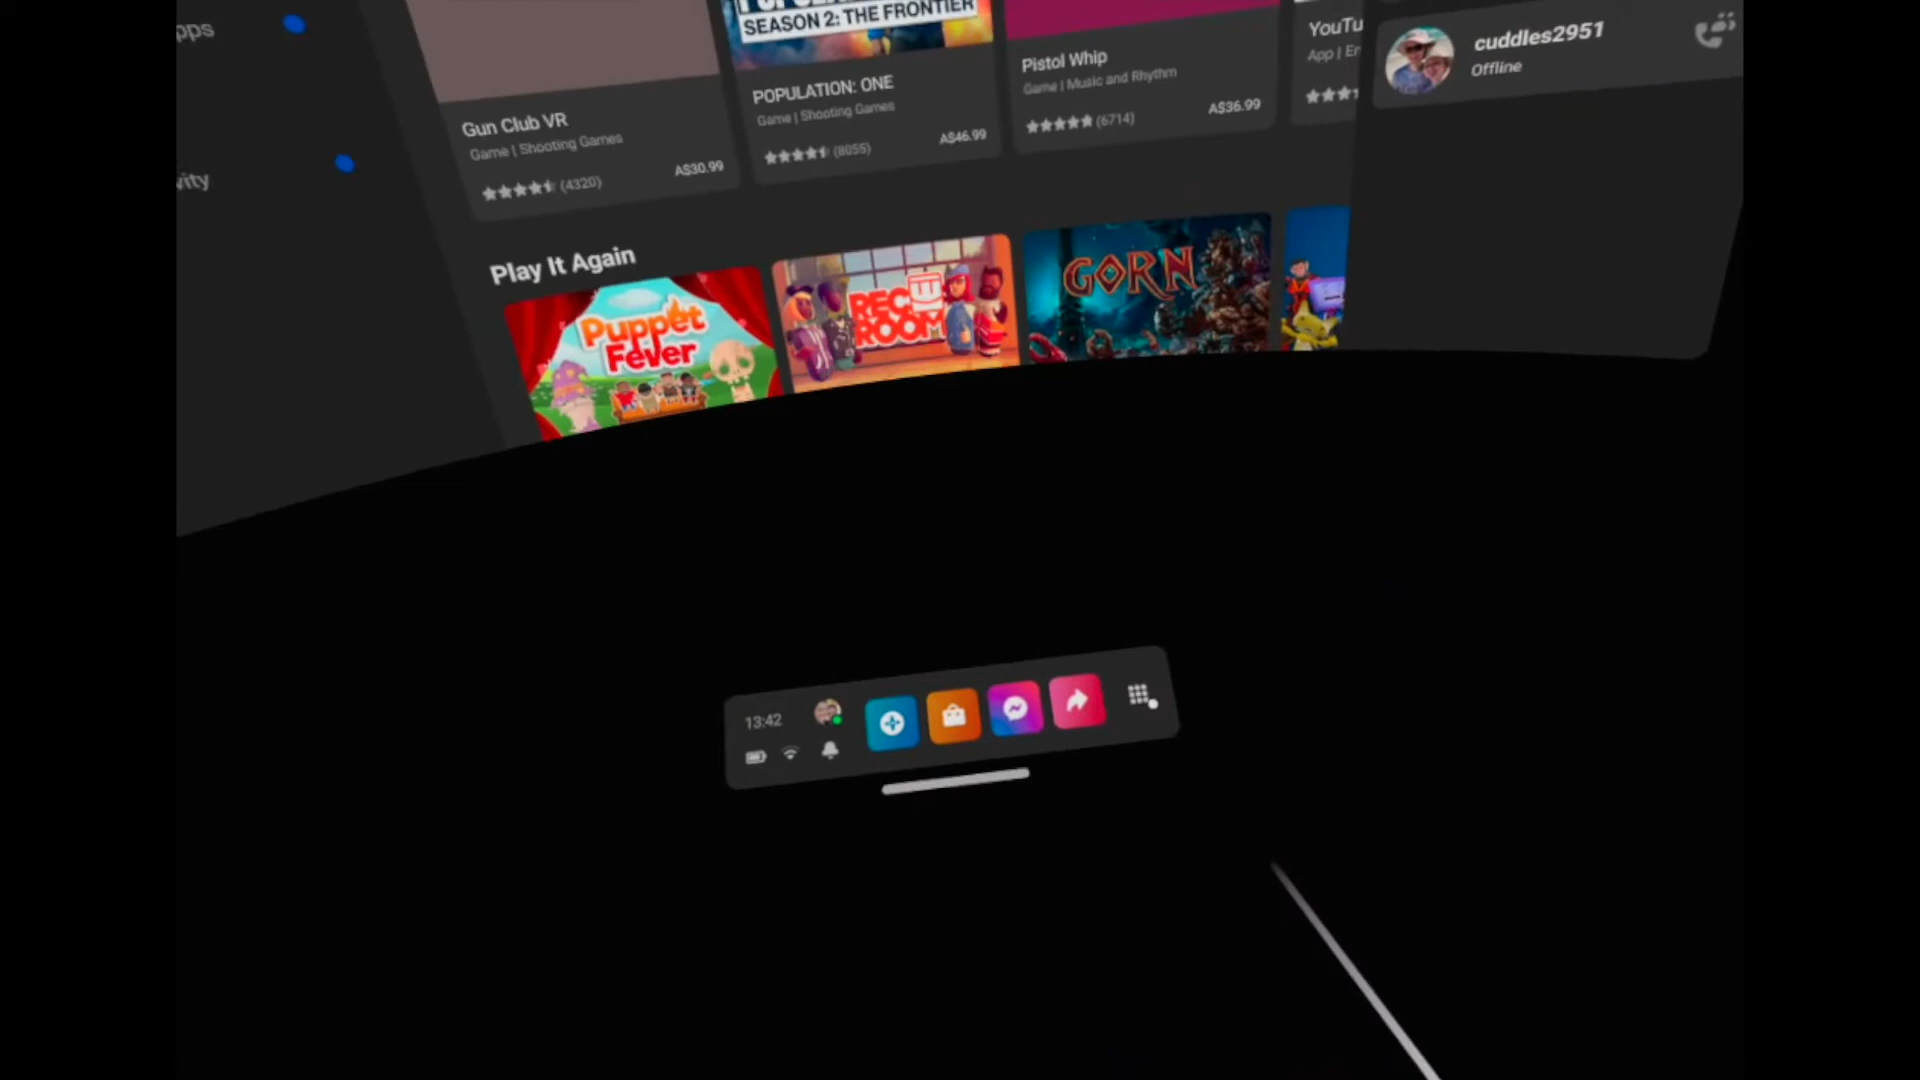 SEASON 2: THE FRONTIER
Gun Club VR
Game | Shooting Games
(4320)
A$30.99
POPULATION: ONE
Game | Shooting Games
(8055)
A$46.99
Pistol Whip
Game | Music and Rhythm
(6714)
A$36.99
YouTu
App | En
cuddles2951
Offline
pps
vity
Play It Again
Puppet
Fever
REC
ROOM
GORN
13:42